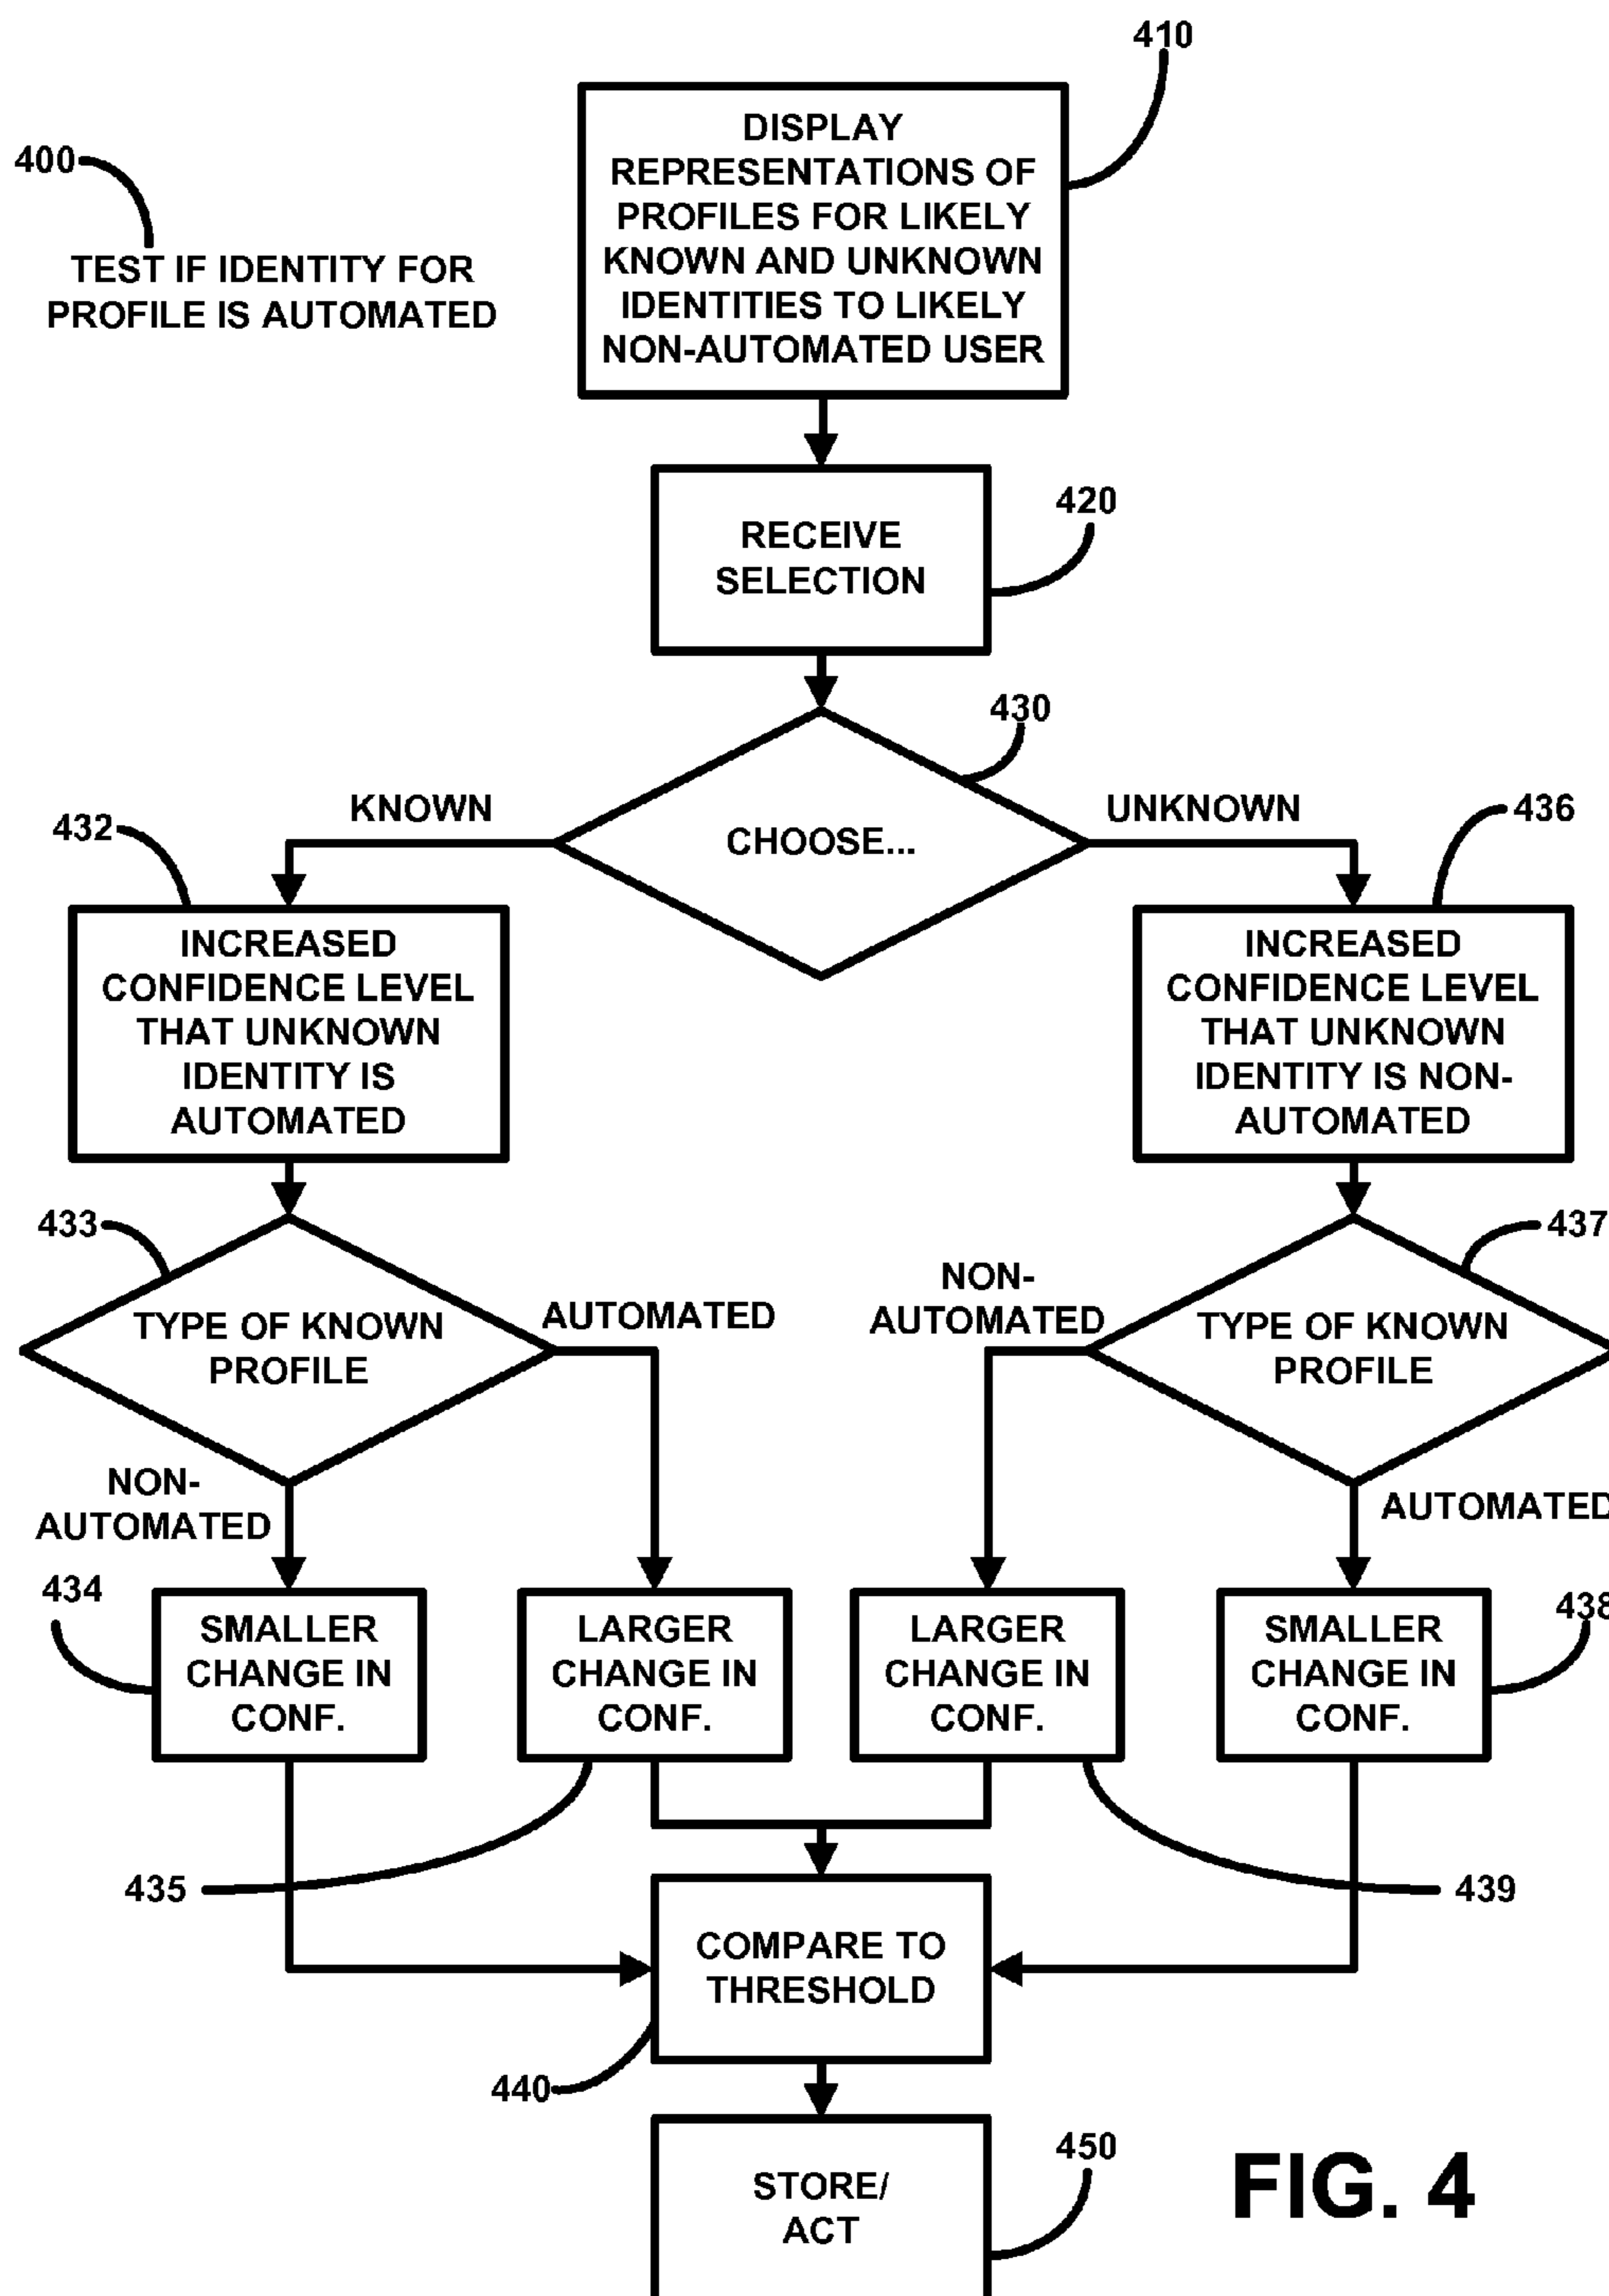 410
400
DISPLAY
REPRESENTATIONS OF
PROFILES FOR LIKELY
KNOWN AND UNKNOWN
IDENTITIES TO LIKELY
NON-AUTOMATED USER
TEST IF IDENTITY FOR
PROFILE IS AUTOMATED
420
RECEIVE
SELECTION
430
KNOWN
UNKNOWN
CHOOSE...
432
436
INCREASED
CONFIDENCE LEVEL
THAT UNKNOWN
IDENTITY IS
AUTOMATED
INCREASED
CONFIDENCE LEVEL
THAT UNKNOWN
IDENTITY IS NON-
AUTOMATED
433
437
TYPE OF KNOWN
PROFILE
AUTOMATED
NON-
AUTOMATED
TYPE OF KNOWN
PROFILE
NON-
AUTOMATED
AUTOMATED
434
438
SMALLER
CHANGE IN
CONF.
LARGER
CHANGE IN
CONF.
LARGER
CHANGE IN
CONF.
SMALLER
CHANGE IN
CONF.
435
439
COMPARE TO
THRESHOLD
440
450
STORE/
ACT
FIG. 4